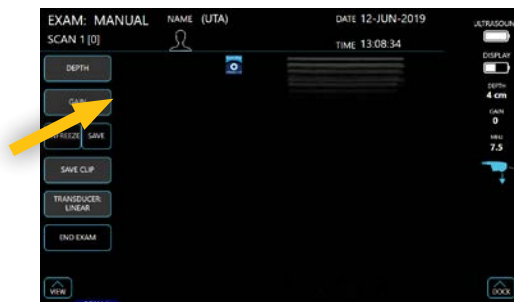 EXAM: MANUAL NAME (UTA) DATE 12-JUN-2019
SCAN 1 [0] TIME 13:08:34
ULTRASOUN
DISPLAY
DEPTH
4 cm
GAIN
0
MHz
7.5
DEPTH
GAIN
FREEZE SAVE
SAVE CLIP
TRANSDUCER:
LINEAR
END EXAM
VIEW DOCK